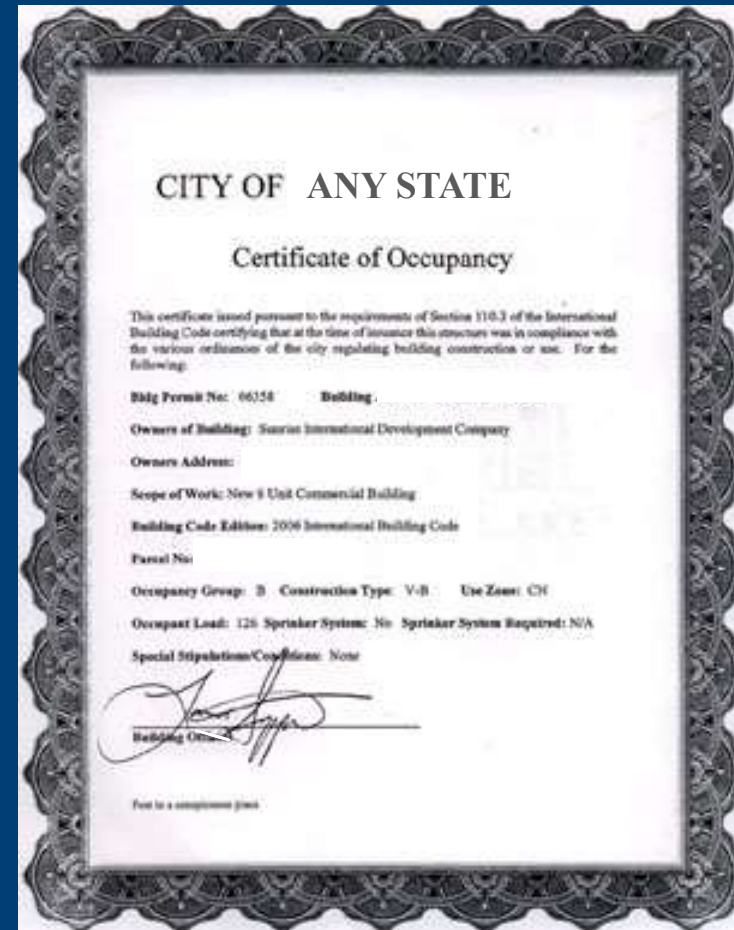 CITY OF ANY STATE
Certificate of Occupancy
This certificate issued pursuant to the requirements of Section 110.2 of the International
Building Code certifying that at the time of issuance this structure was in compliance with
the various ordinances of the city regulating building construction or use. For the
following:
Bldg Permit No: 06358 Building
Owners of Building: Sunrise International Development Company
Owners Address:
Scope of Work: New 6 Unit Commercial Building
Building Code Edition: 2006 International Building Code
Parcel No:
Occupancy Group: B Construction Type: V-B Use Zone: CH
Occupant Load: 126 Sprinker System: No Sprinker System Required: N/A
Special Stipulations/Conditions: None
Building
Post in a conspicuous place